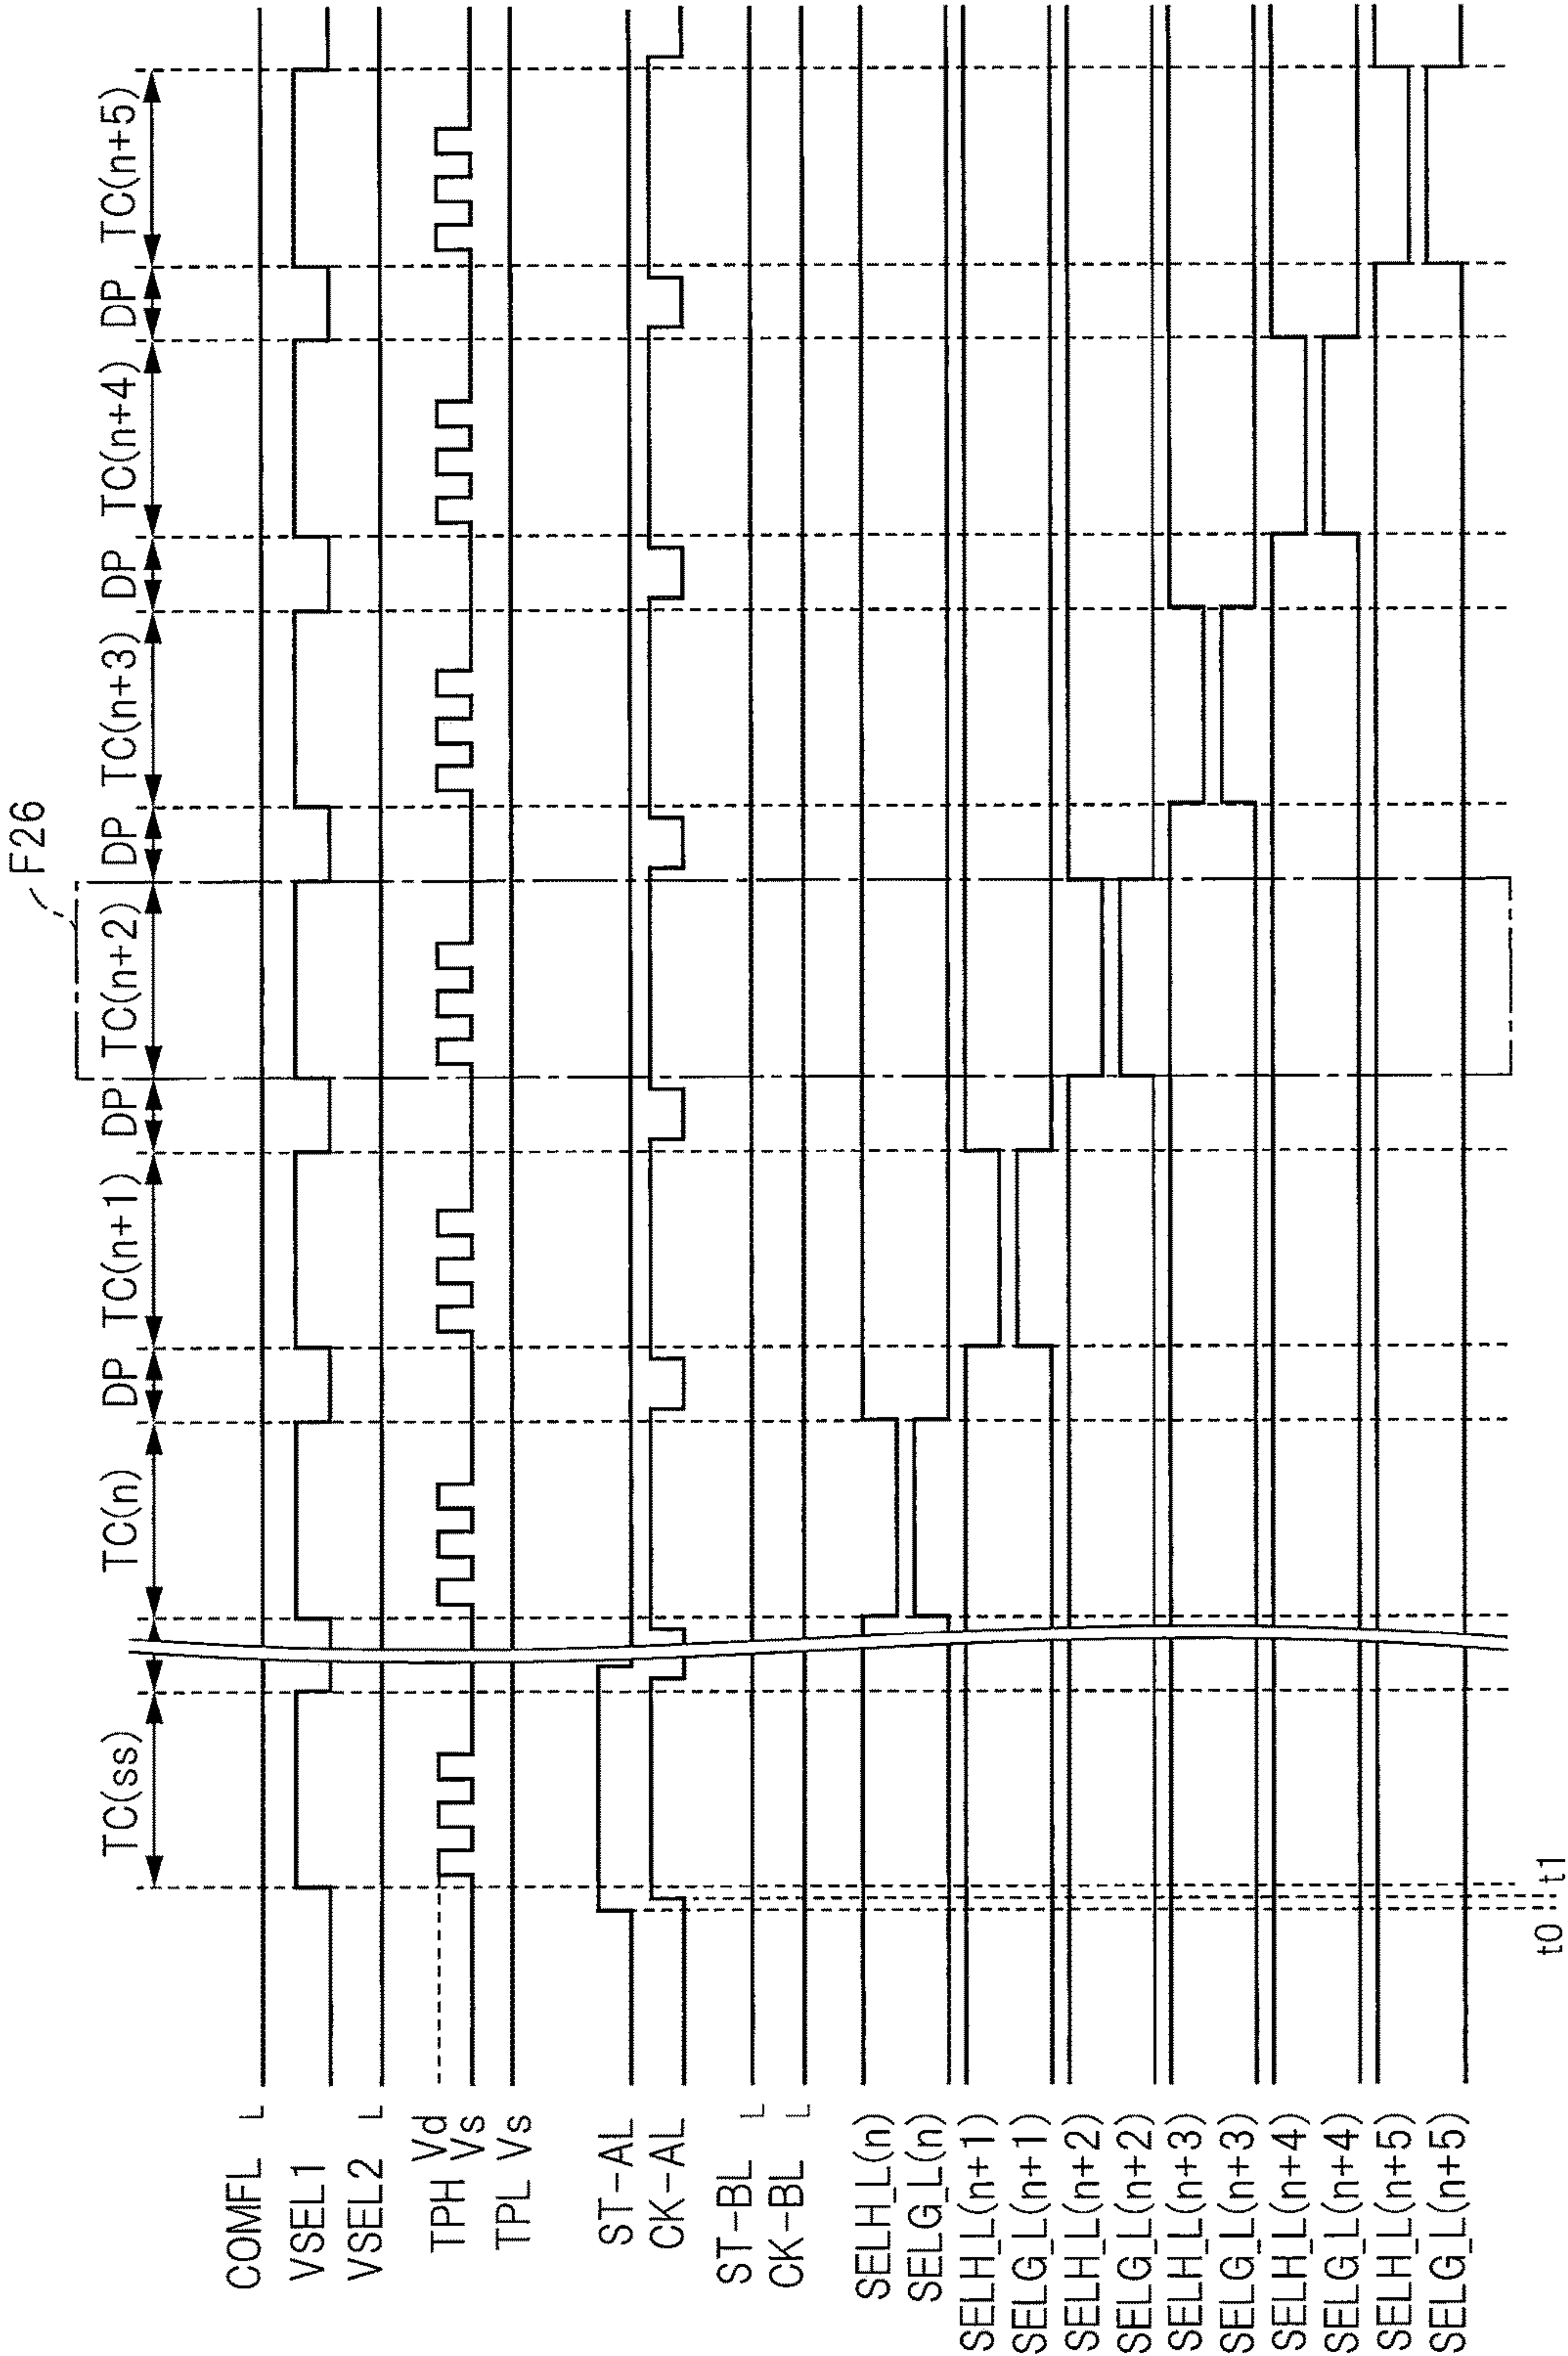 F26
TC(ss) TC(n) DP TC(n+1) DP TC(n+2) DP TC(n+3) DP TC(n+4) DP TC(n+5)
COMFL L
VSEL1
VSEL2 L
TPH Vd
Vs
TPL Vs
ST-AL
CK-AL
ST-BL L
CK-BL L
SELH_L(n)
SELG_L(n)
SELH_L(n+1)
SELG_L(n+1)
SELH_L(n+2)
SELG_L(n+2)
SELH_L(n+3)
SELG_L(n+3)
SELH_L(n+4)
SELG_L(n+4)
SELH_L(n+5)
SELG_L(n+5)
t0 t1